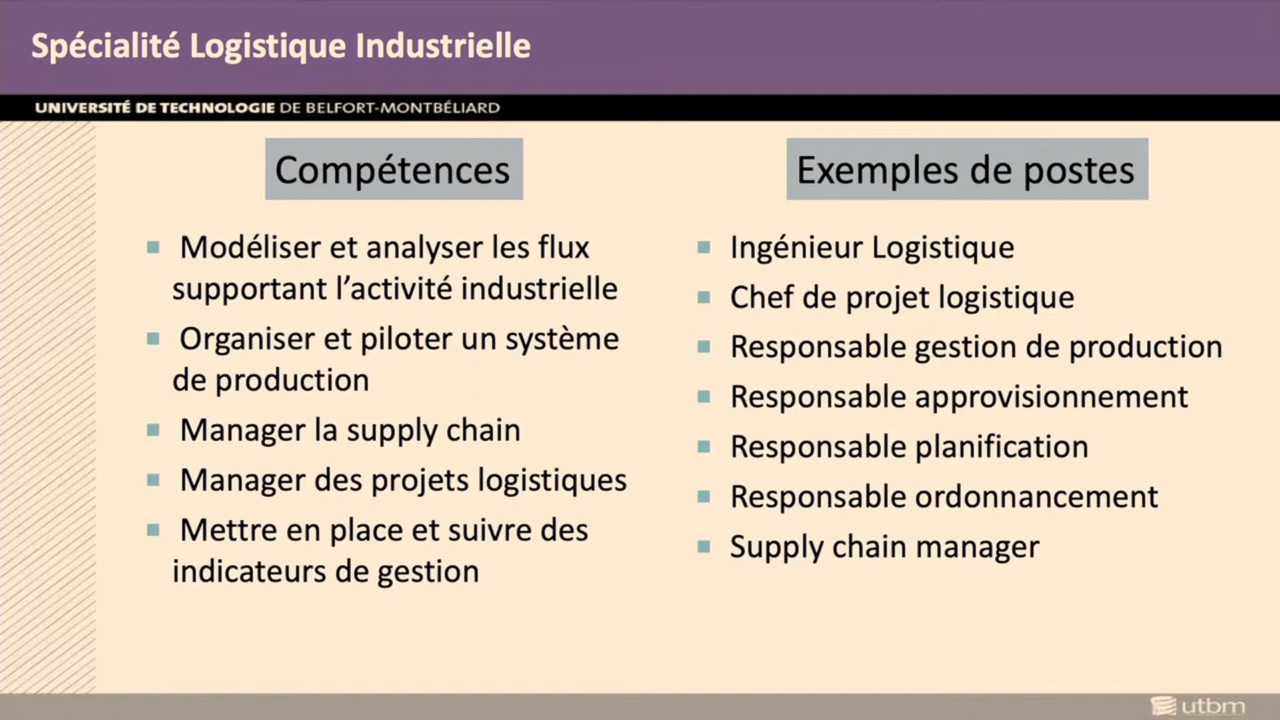 Spécialité Logistique Industrielle
UNIVERSITÉ DE TECHNOLOGIE DE BELFORT-MONTBÉLIARD
Compétences
Modéliser et analyser les flux
supportant l’activité industrielle
Organiser et piloter un système
de production
Manager la supply chain
Manager des projets logistiques
Mettre en place et suivre des
indicateurs de gestion
Exemples de postes
Ingénieur Logistique
Chef de projet logistique
Responsable gestion de production
Responsable approvisionnement
Responsable planification
Responsable ordonnancement
Supply chain manager
utbm